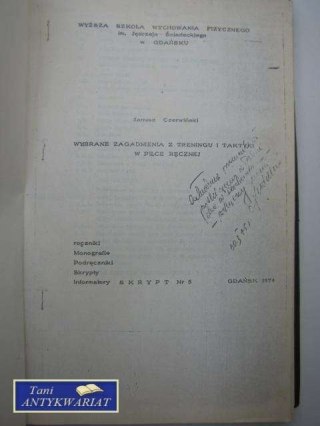 WYŻSZA SZKOŁA WYCHOWANIA FIZYCZNEGO
im. Jędrzeja Śniadeckiego
w GDAŃSKU
Janusz Czerwiński
WYBRANE ZAGADNIENIA Z TRENINGU I TAKTYKI
W PIŁCE RĘCZNEJ
roczniki
Monografie
Podręczniki
Skrypty
Informatory SKRYPT Nr 5 GDAŃSK 1974
Tani
ANTYKWARIAT